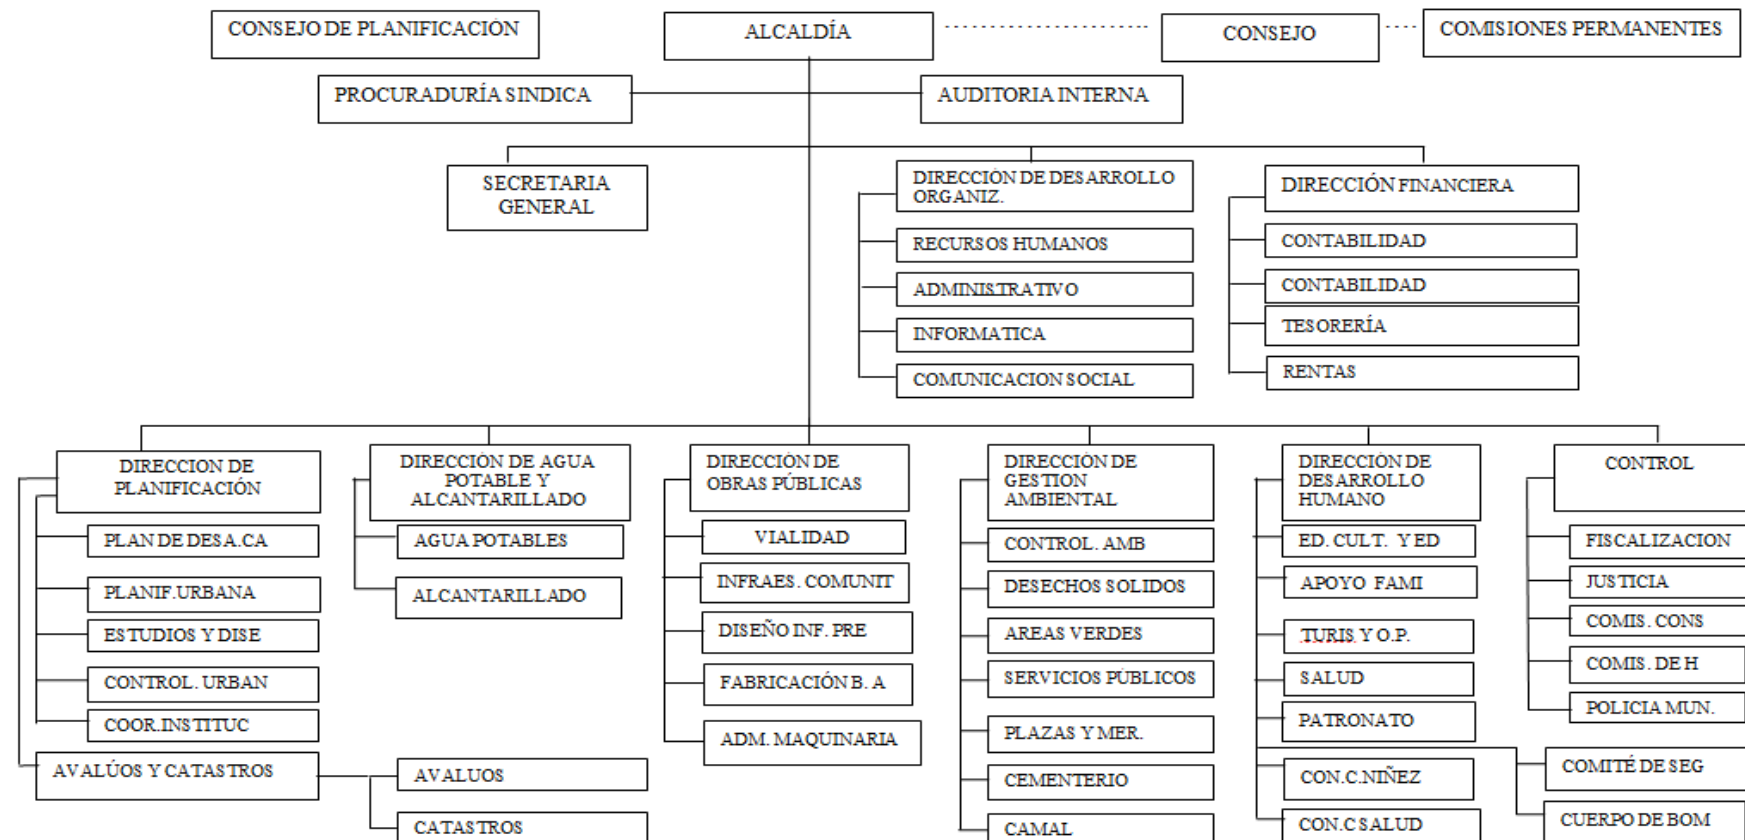 CONSEJO DE PLANIFICACIÓN
ALCALDÍA
CONSEJO
COMISIONES PERMANENTES
PROCURADURÍA SINDICA
AUDITORIA INTERNA
SECRETARIA
GENERAL
DIRECCIÓN DE DESARROLLO
ORGANIZ.
RECURSOS HUMANOS
ADMINISTRATIVO
INFORMATICA
COMUNICACION SOCIAL
DIRECCIÓN FINANCIERA
CONTABILIDAD
CONTABILIDAD
TESORERÍA
RENTAS
DIRECCION DE
PLANIFICACIÓN
PLAN DE DESA.CA
PLANIF.URBANA
ESTUDIOS Y DISE
CONTROL. URBAN
COOR.INSTITUC
AVALÚOS Y CATASTROS
AVALUOS
CATASTROS
DIRECCIÓN DE AGUA
POTABLE Y
ALCANTARILLADO
AGUA POTABLES
ALCANTARILLADO
DIRECCIÓN DE
OBRAS PÚBLICAS
VIALIDAD
INFRAES. COMUNIT
DISEÑO INF. PRE
FABRICACIÓN B. A
ADM. MAQUINARIA
DIRECCIÓN DE
GESTION
AMBIENTAL
CONTROL. AMB
DESECHOS SOLIDOS
AREAS VERDES
SERVICIOS PÚBLICOS
PLAZAS Y MER.
CEMENTERIO
CAMAL
DIRECCIÓN DE
DESARROLLO
HUMANO
ED. CULT. Y ED
APOYO FAMI
TURIS. Y O.P.
SALUD
PATRONATO
CON.C.NIÑEZ
CON.C SALUD
CONTROL
FISCALIZACION
JUSTICIA
COMIS. CONS
COMIS. DE H
POLICIA MUN.
COMITÉ DE SEG
CUERPO DE BOM